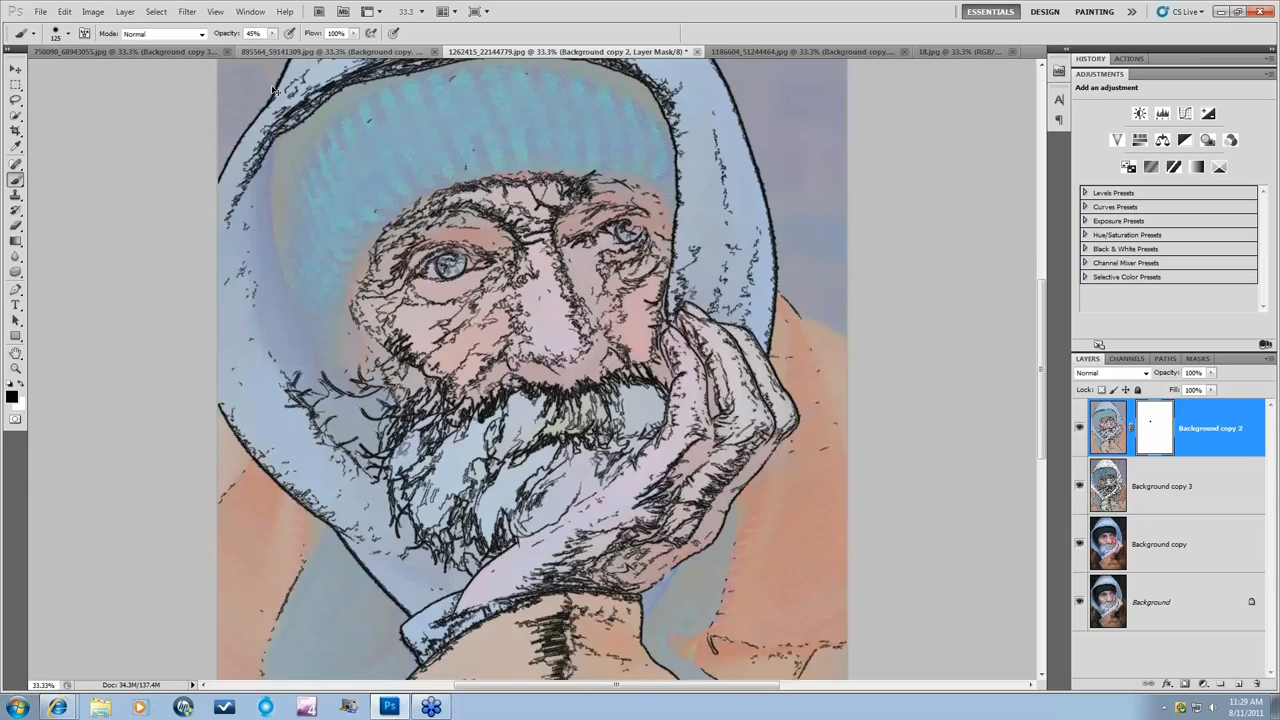 Ps File Edit Image Layer Select Filter Analysis 3D View Window Help 33.3 ESSENTIALS DESIGN PAINTING CS Live
125 Mode: Normal Opacity: 45% Flow: 100%
750090_68943055.jpg @ 33.3% (Background copy 3... 895564_59141309.jpg @ 33.3% (Background copy, ... 1262415_22144779.jpg @ 33.3% (Background copy 2, Layer Mask/8) * 1186604_51244464.jpg @ 33.3% (Background copy,... 18.jpg @ 33.3% (RGB/...
HISTORY ACTIONS
ADJUSTMENTS
Add an adjustment
Levels Presets
Curves Presets
Exposure Presets
Hue/Saturation Presets
Black & White Presets
Channel Mixer Presets
Selective Color Presets
LAYERS CHANNELS PATHS MASKS
Normal Opacity: 100%
Lock: Fill: 100%
Background copy 2
Background copy 3
Background copy
Background
33.33% Doc: 34.3M/137.4M
11:29 AM
8/11/2011